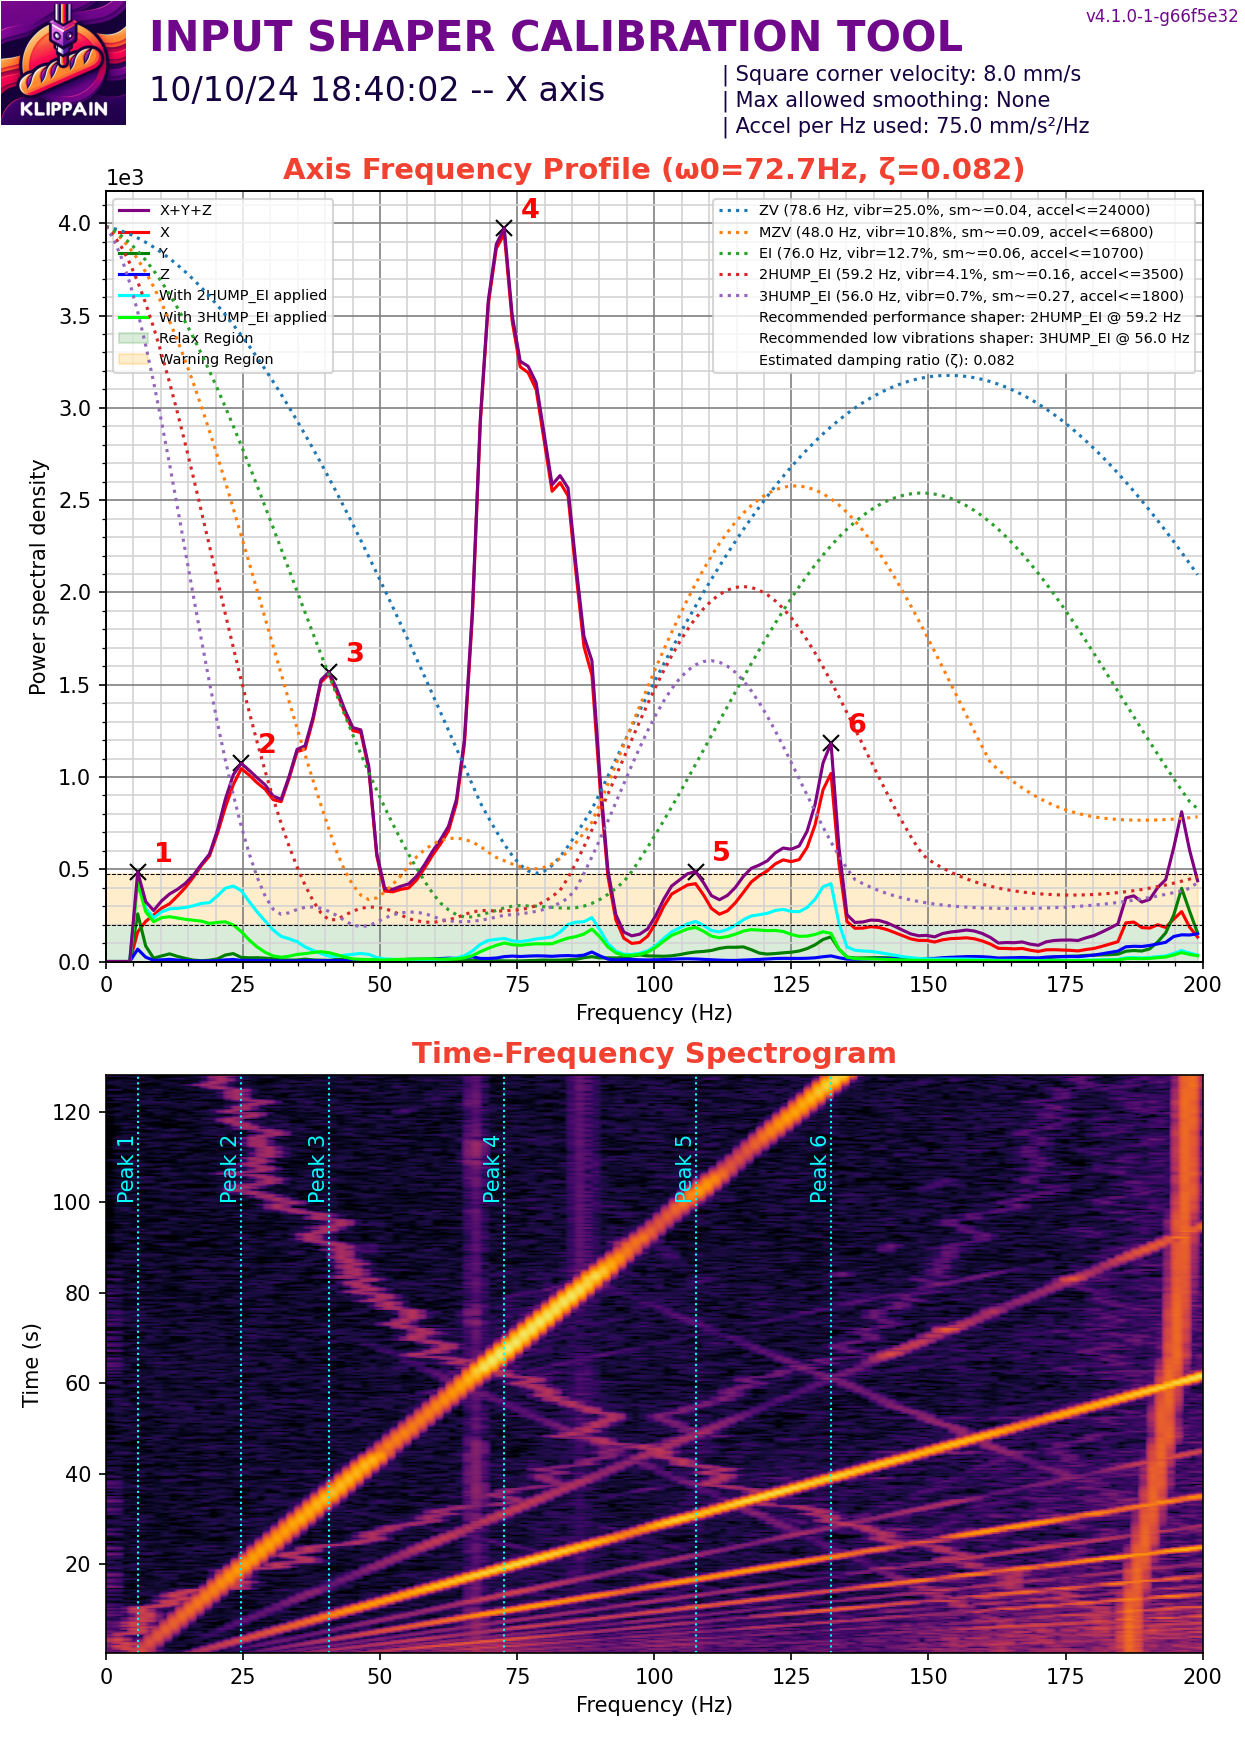 v4.1.0-1-g66f5e32
INPUT SHAPER CALIBRATION TOOL
KLIPPAIN
10/10/24 18:40:02 -- X axis
| Square corner velocity: 8.0 mm/s
| Max allowed smoothing: None
| Accel per Hz used: 75.0 mm/s²/Hz
Axis Frequency Profile (ω0=72.7Hz, ζ=0.082)
1e3
X+Y+Z
X
Y
Z
With 2HUMP_EI applied
With 3HUMP_EI applied
Relax Region
Warning Region
ZV (78.6 Hz, vibr=25.0%, sm~=0.04, accel<=24000)
MZV (48.0 Hz, vibr=10.8%, sm~=0.09, accel<=6800)
EI (76.0 Hz, vibr=12.7%, sm~=0.06, accel<=10700)
2HUMP_EI (59.2 Hz, vibr=4.1%, sm~=0.16, accel<=3500)
3HUMP_EI (56.0 Hz, vibr=0.7%, sm~=0.27, accel<=1800)
Recommended performance shaper: 2HUMP_EI @ 59.2 Hz
Recommended low vibrations shaper: 3HUMP_EI @ 56.0 Hz
Estimated damping ratio (ζ): 0.082
4.0
3.5
3.0
2.5
2.0
1.5
1.0
0.5
0.0
Power spectral density
1
2
3
4
5
6
0 25 50 75 100 125 150 175 200
Frequency (Hz)
Time-Frequency Spectrogram
120
100
80
60
40
20
Time (s)
Peak 1
Peak 2
Peak 3
Peak 4
Peak 5
Peak 6
0 25 50 75 100 125 150 175 200
Frequency (Hz)